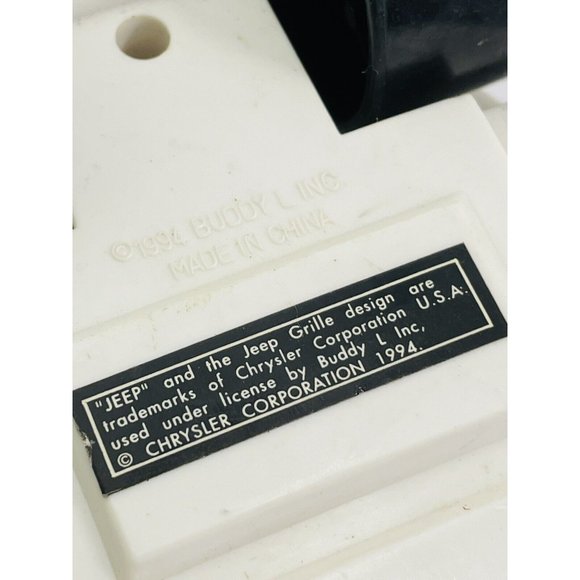 ©1994 BUDDY L INC.
MADE IN CHINA
"JEEP" and the Jeep Grille design are
trademarks of Chrysler Corporation U.S.A.
used under license by Buddy L Inc,
© CHRYSLER CORPORATION 1994.